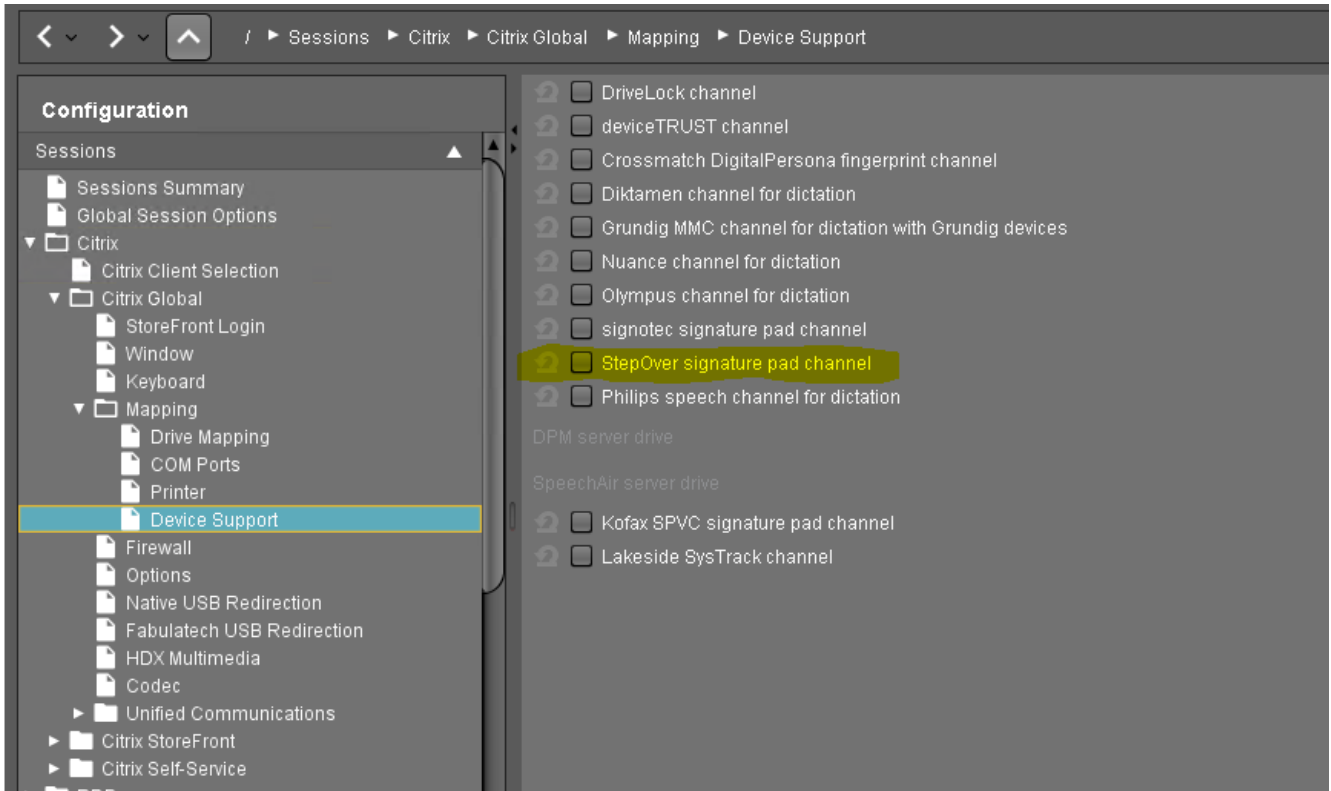 / ▶ Sessions ▶ Citrix ▶ Citrix Global ▶ Mapping ▶ Device Support
Configuration
Sessions
Sessions Summary
Global Session Options
Citrix
Citrix Client Selection
Citrix Global
StoreFront Login
Window
Keyboard
Mapping
Drive Mapping
COM Ports
Printer
Device Support
Firewall
Options
Native USB Redirection
Fabulatech USB Redirection
HDX Multimedia
Codec
Unified Communications
Citrix StoreFront
Citrix Self-Service
DriveLock channel
deviceTRUST channel
Crossmatch DigitalPersona fingerprint channel
Diktamen channel for dictation
Grundig MMC channel for dictation with Grundig devices
Nuance channel for dictation
Olympus channel for dictation
signotec signature pad channel
StepOver signature pad channel
Philips speech channel for dictation
DPM server drive
SpeechAir server drive
Kofax SPVC signature pad channel
Lakeside SysTrack channel